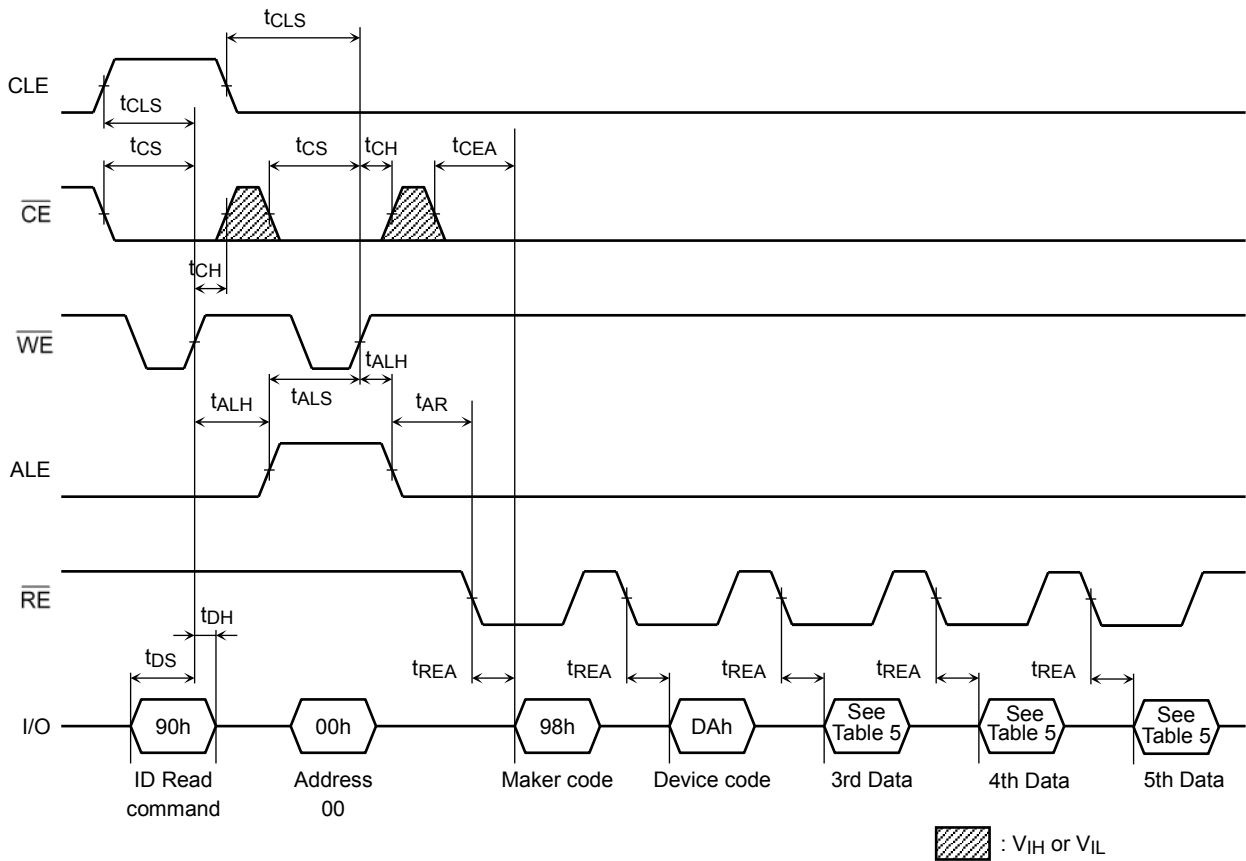 tCLS
CLE
tCLS
tCS
tCS
tCH
tCEA
CE
tCH
WE
tALH
tALH
tALS
tAR
ALE
RE
tDH
tDS
tREA
tREA
tREA
tREA
tREA
I/O
90h
00h
98h
DAh
See
Table 5
See
Table 5
See
Table 5
ID Read
command
Address
00
Maker code
Device code
3rd Data
4th Data
5th Data
: VIH or VIL